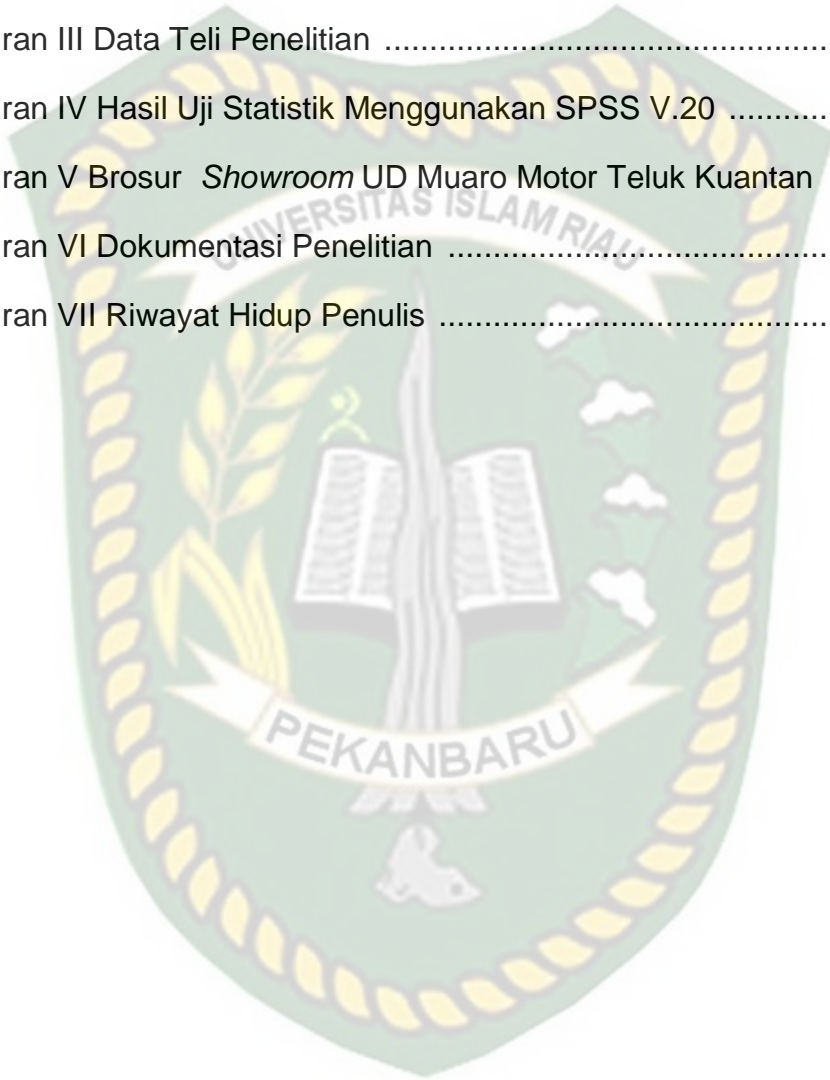 ran III Data Teli Penelitian ................................................
ran IV Hasil Uji Statistik Menggunakan SPSS V.20 ...........
ran V Brosur Showroom UD Muaro Motor Teluk Kuantan
UNIVERSITAS ISLAM RIAU
ran VI Dokumentasi Penelitian ..........................................
ran VII Riwayat Hidup Penulis ...........................................
PEKANBARU